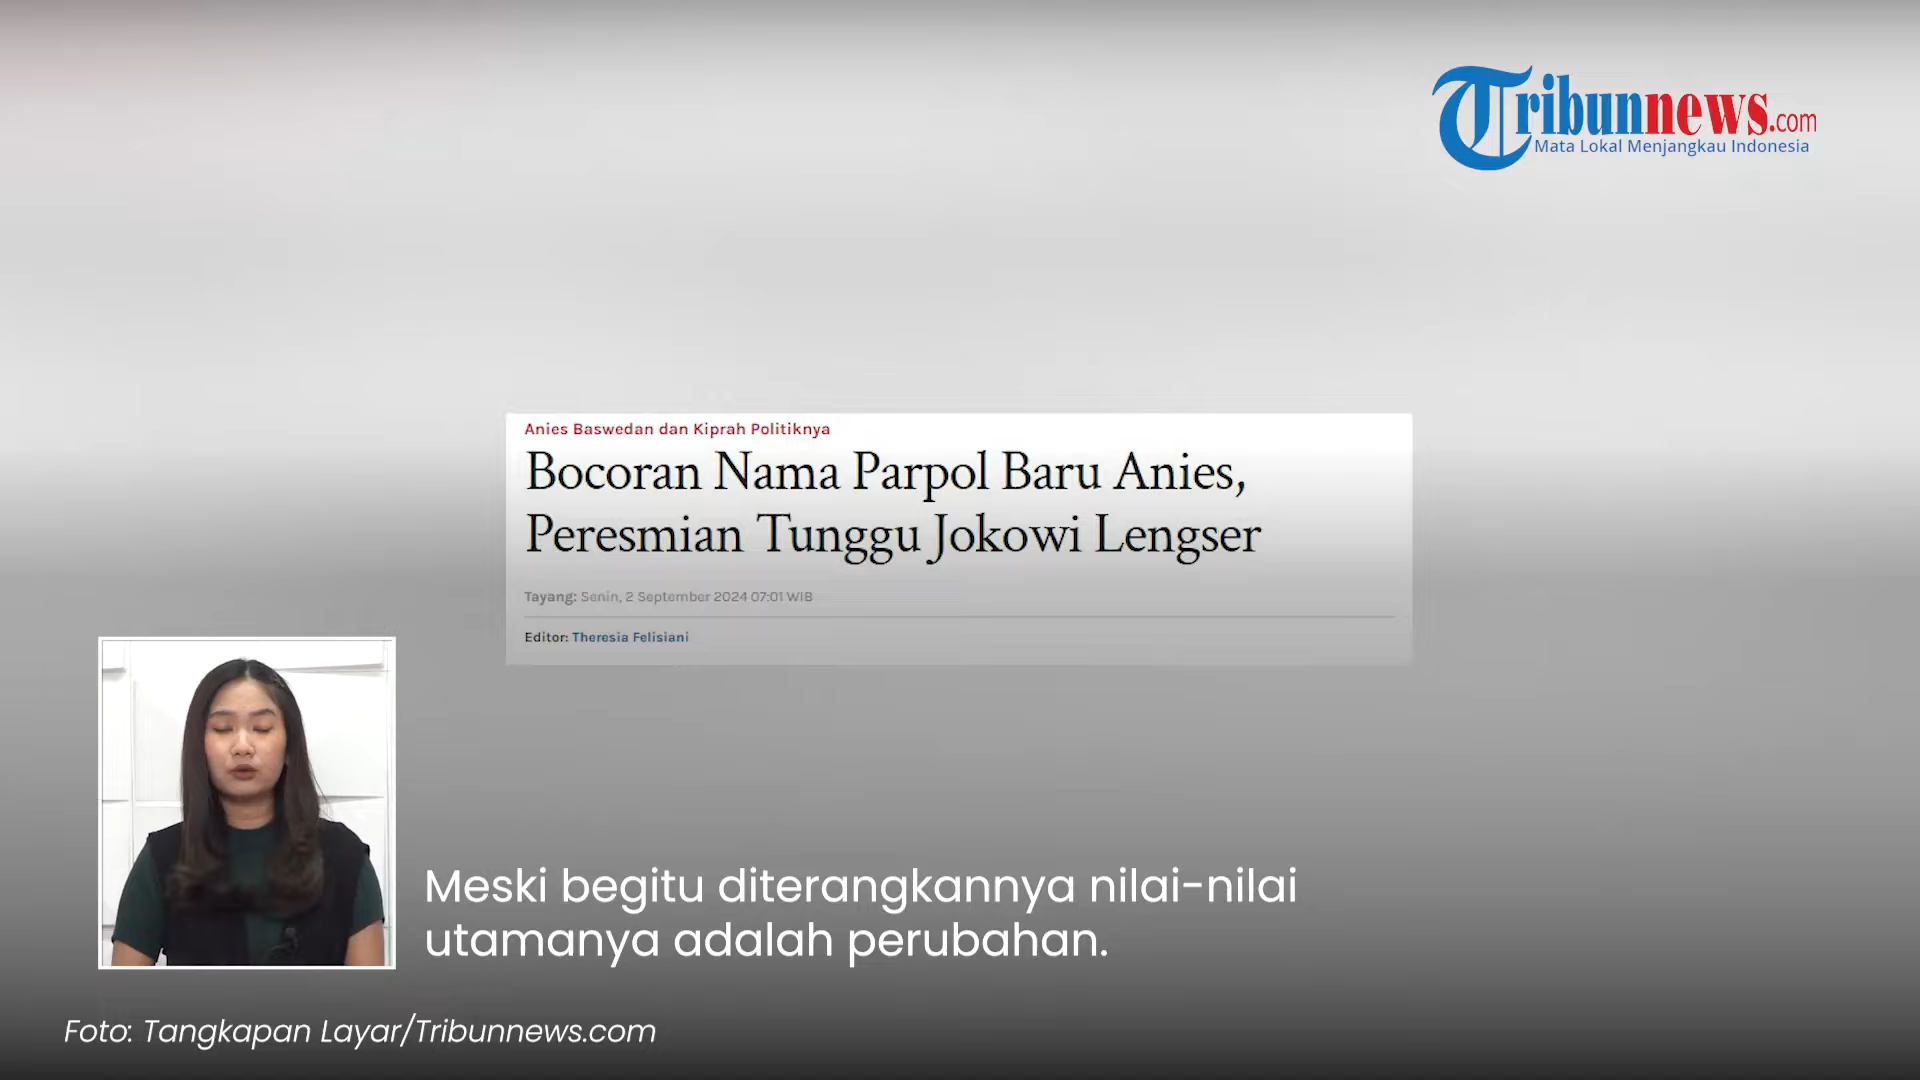 Tribunnews.com
Mata Lokal Menjangkau Indonesia
Anies Baswedan dan Kiprah Politiknya
Bocoran Nama Parpol Baru Anies,
Peresmian Tunggu Jokowi Lengser
Tayang: Senin, 2 September 2024 07:01 WIB
Editor: Theresia Felisiani
Meski begitu diterangkannya nilai-nilai
utamanya adalah perubahan.
Foto: Tangkapan Layar/Tribunnews.com